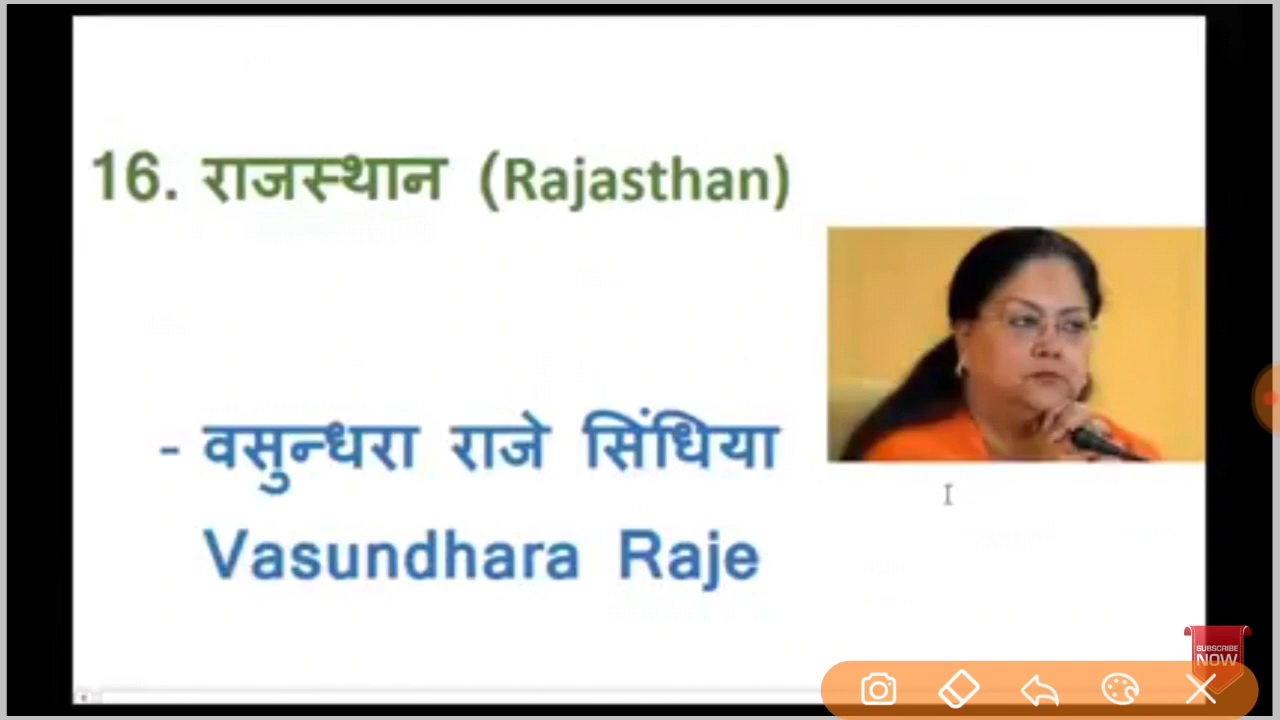 16. राजस्थान (Rajasthan)
- वसुन्धरा राजे सिंधिया
Vasundhara Raje
SUBSCRIBE
NOW